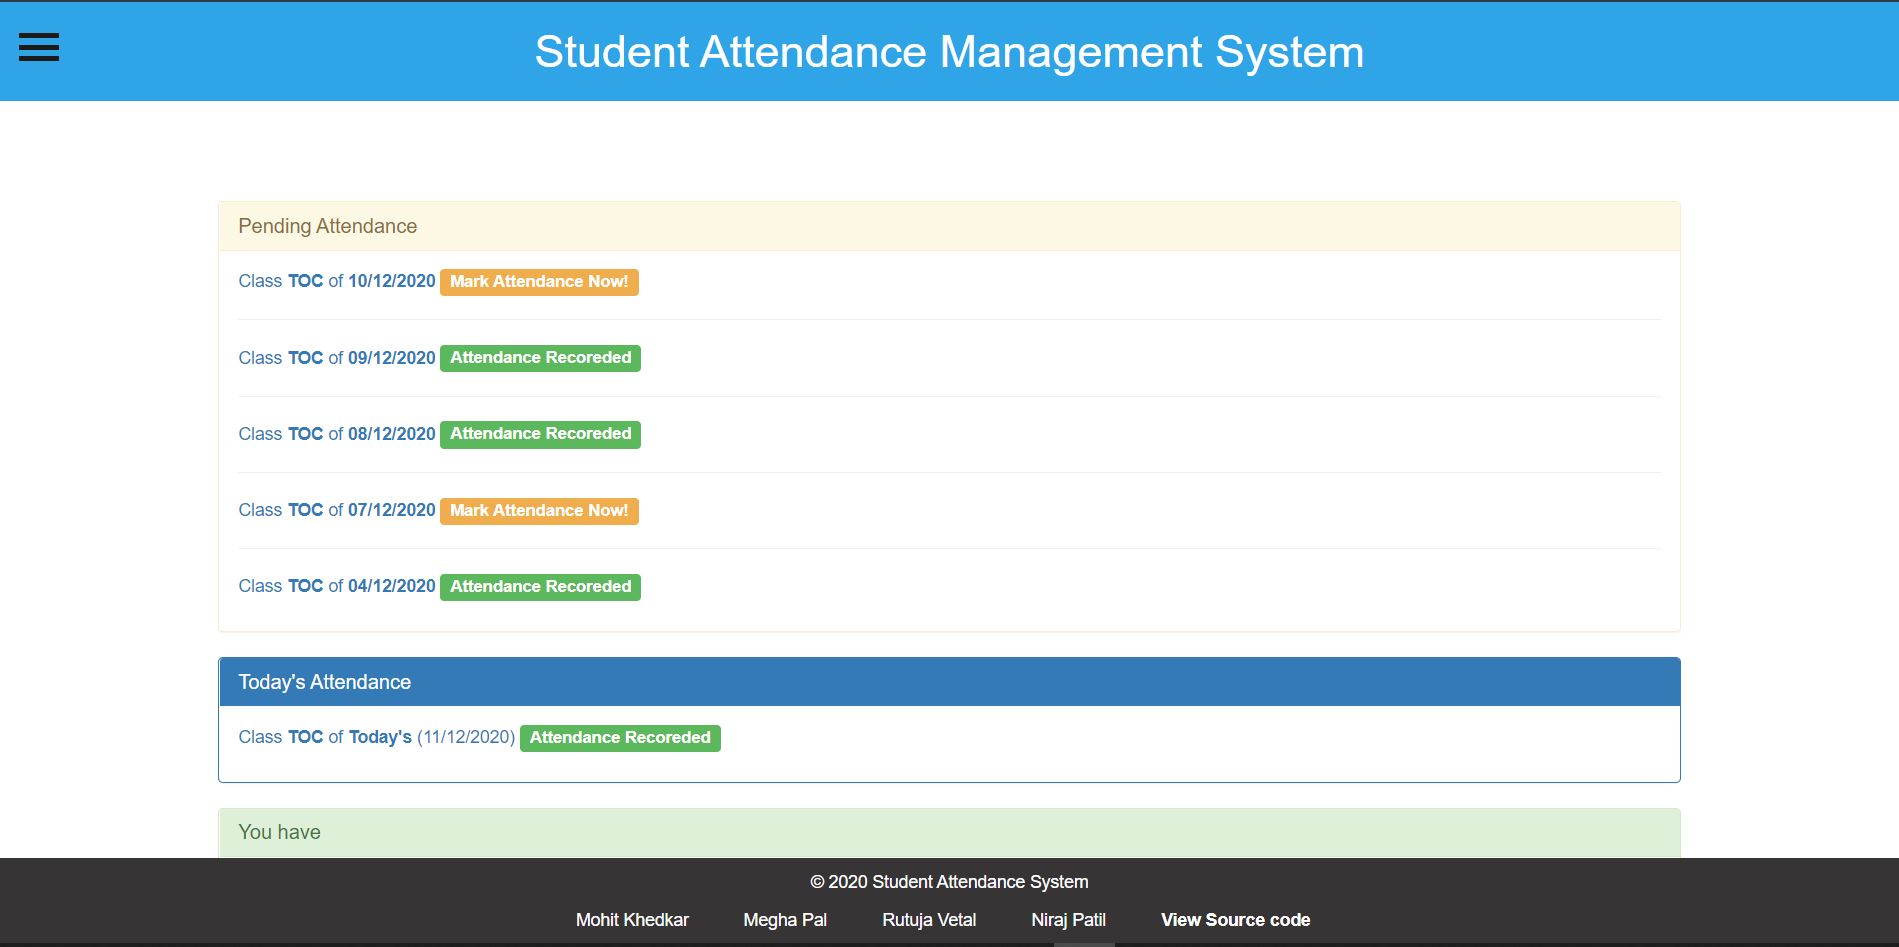 Student Attendance Management System
Pending Attendance
Class TOC of 10/12/2020 Mark Attendance Now!
Class TOC of 09/12/2020 Attendance Recoreded
Class TOC of 08/12/2020 Attendance Recoreded
Class TOC of 07/12/2020 Mark Attendance Now!
Class TOC of 04/12/2020 Attendance Recoreded
Today's Attendance
Class TOC of Today's (11/12/2020) Attendance Recoreded
You have
© 2020 Student Attendance System
Mohit Khedkar Megha Pal Rutuja Vetal Niraj Patil View Source code